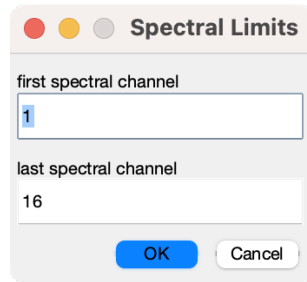 Spectral Limits
first spectral channel
1
last spectral channel
16
OK Cancel